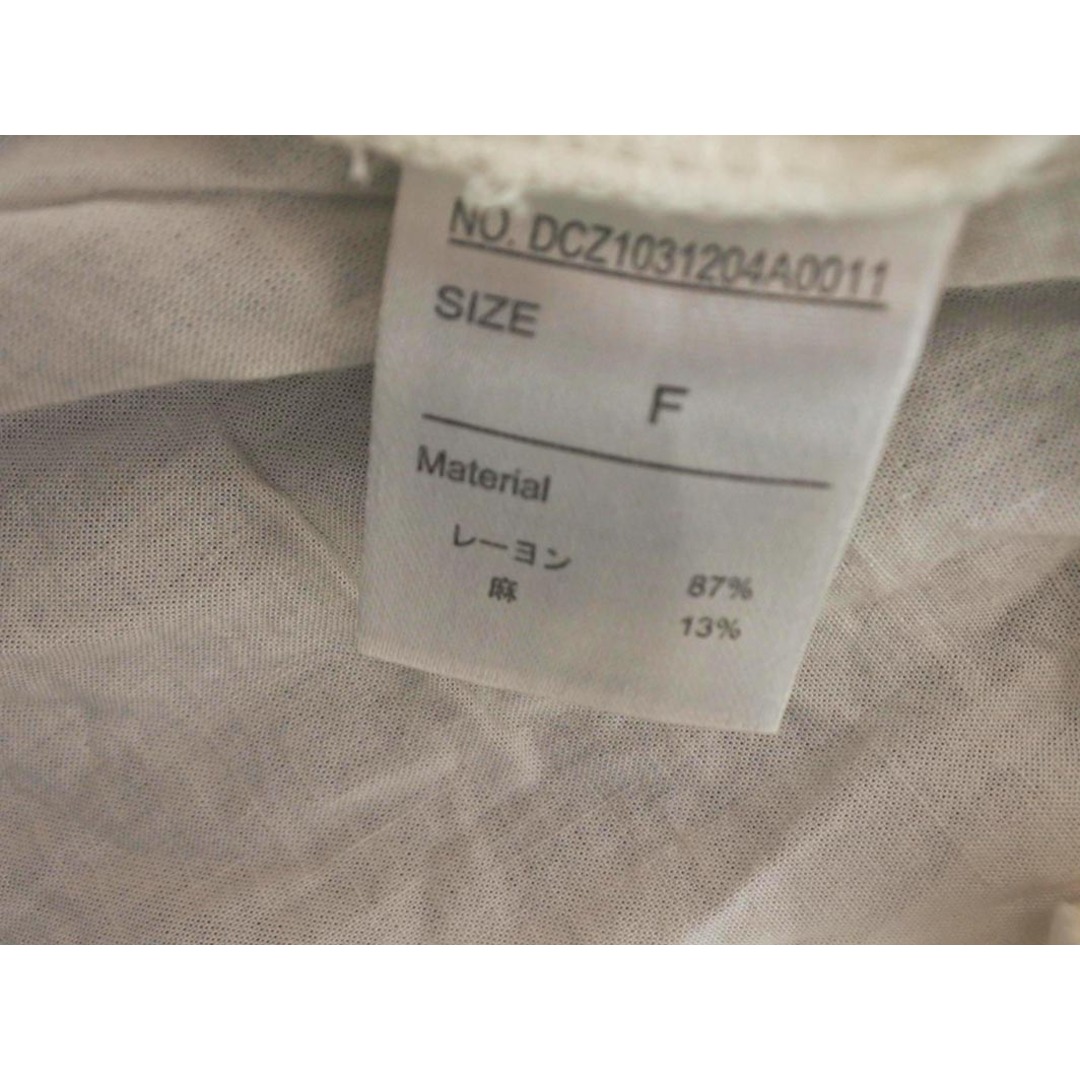 NO. DCZ1031204A0011
SIZE
F
Material
レーヨン 87%
麻 13%